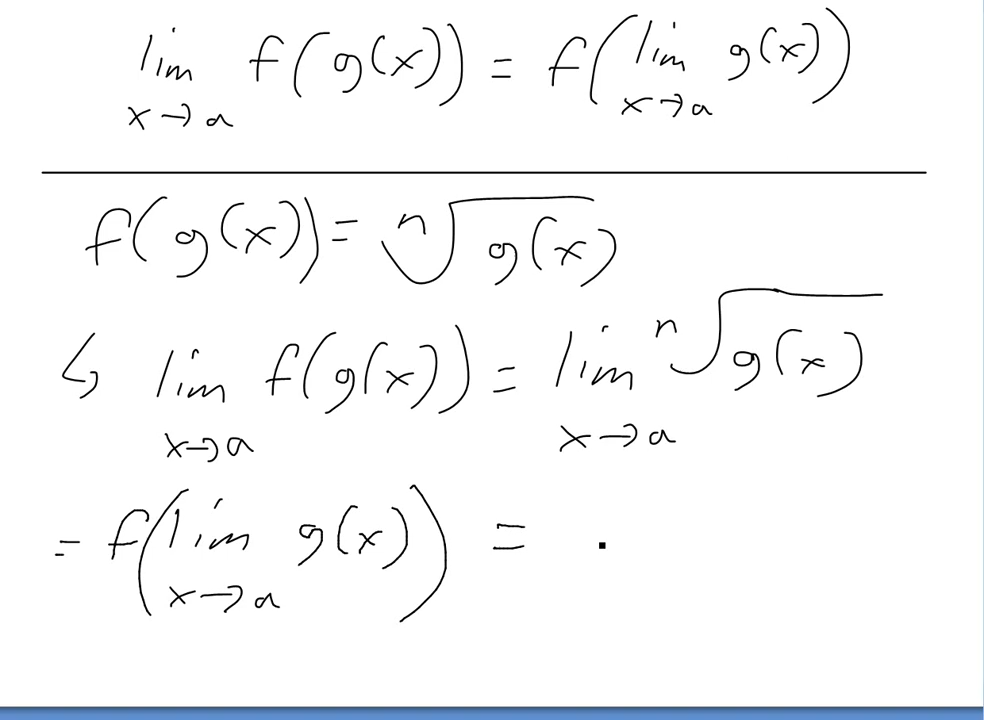 lim x→a f(g(x)) = f(lim x→a g(x))
f(g(x)) = ⁿ√g(x)
↳ lim x→a f(g(x)) = lim x→a ⁿ√g(x)
= f(lim x→a g(x)) = .